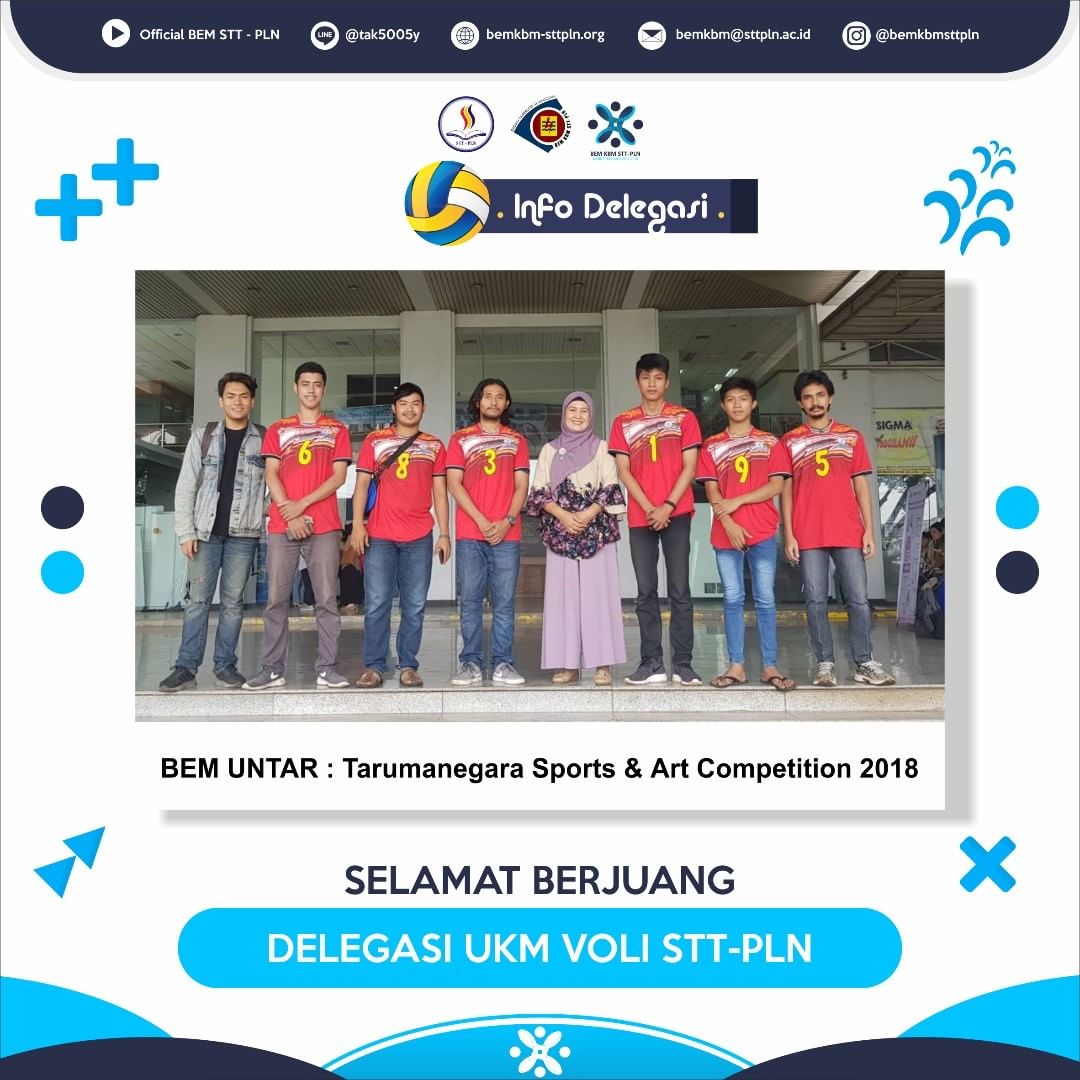 Official BEM STT - PLN
LINE
@tak5005y
bemkbm-sttpln.org
bemkbm@sttpln.ac.id
@bemkbmsttpln
STT - PLN
BEM KBM STT-PLN
. Info Delegasi .
6
8
3
1
9
5
SIGMA
BEM UNTAR : Tarumanegara Sports & Art Competition 2018
SELAMAT BERJUANG
DELEGASI UKM VOLI STT-PLN